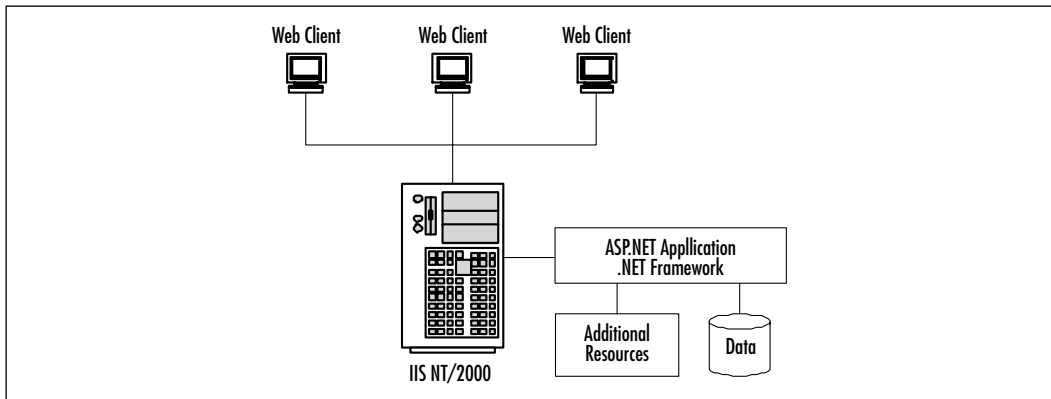 Web Client
Web Client
Web Client
ASP.NET Appllication
.NET Framework
Additional
Resources
Data
IIS NT/2000